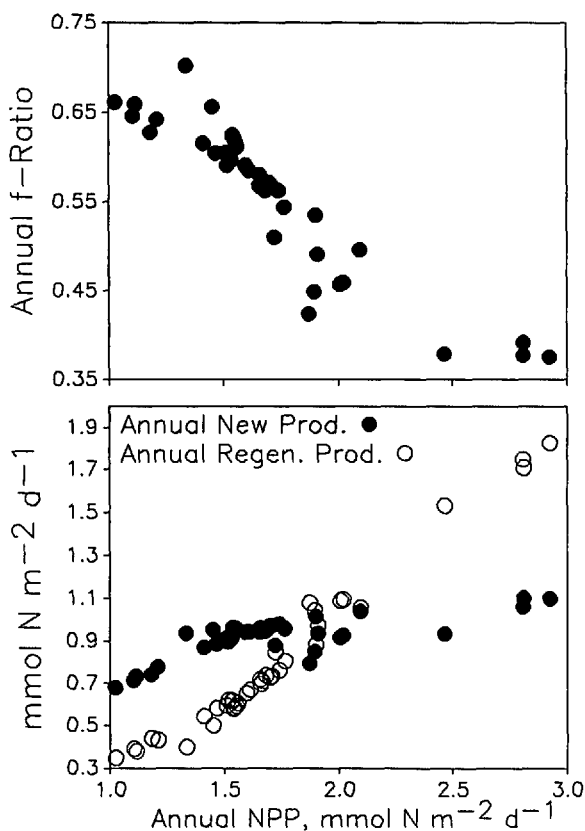 0.75
0.65
0.55
0.45
0.35
Annual f-Ratio
1.9
1.7
1.5
1.3
1.1
0.9
0.7
0.5
0.3
mmol N m−2 d−1
Annual New Prod.
Annual Regen. Prod.
1.0 1.5 2.0 2.5 3.0
Annual NPP, mmol N m−2 d−1